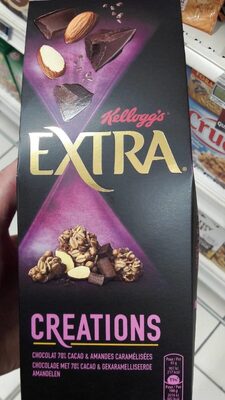 Kellogg's
EXTRA
CREATIONS
CHOCOLAT 70% CACAO & AMANDES CARAMÉLISÉES
CHOCOLADE MET 70% CACAO & GEKARAMELLISEERDE
AMANDELEN